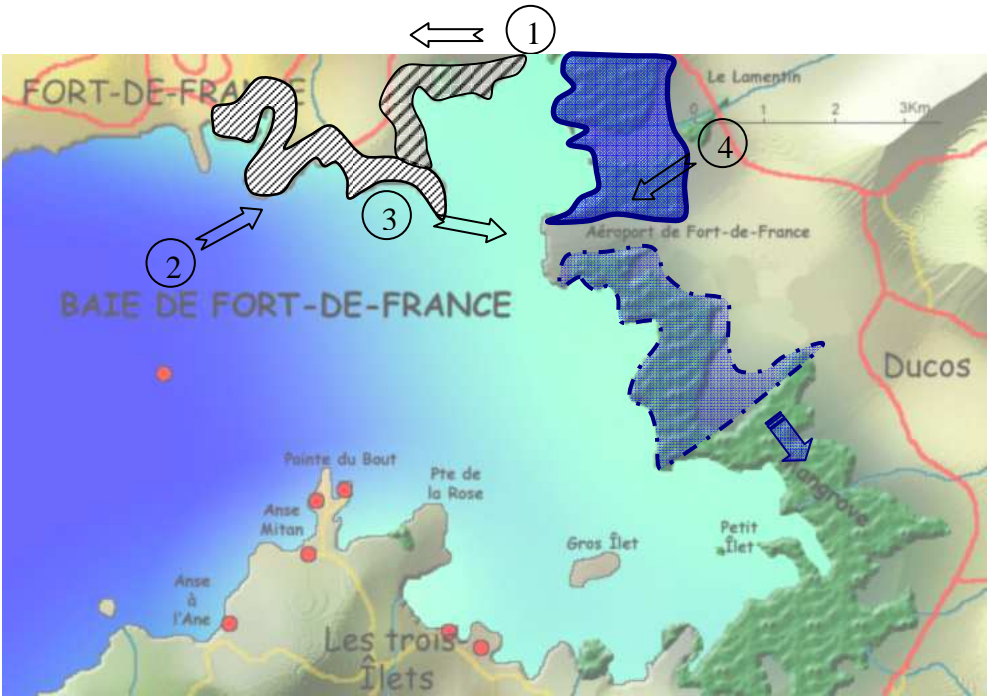 1
FORT-DE-FRANCE
Le Lamentin
0 1 2 3Km
4
3
2
Aéroport de Fort-de-France
BAIE DE FORT-DE-FRANCE
Ducos
Pointe du Bout
Pte de
la Rose
Anse
Mitan
mangrove
Petit
Îlet
Gros Îlet
Anse
à
l'Ane
Les trois
Îlets